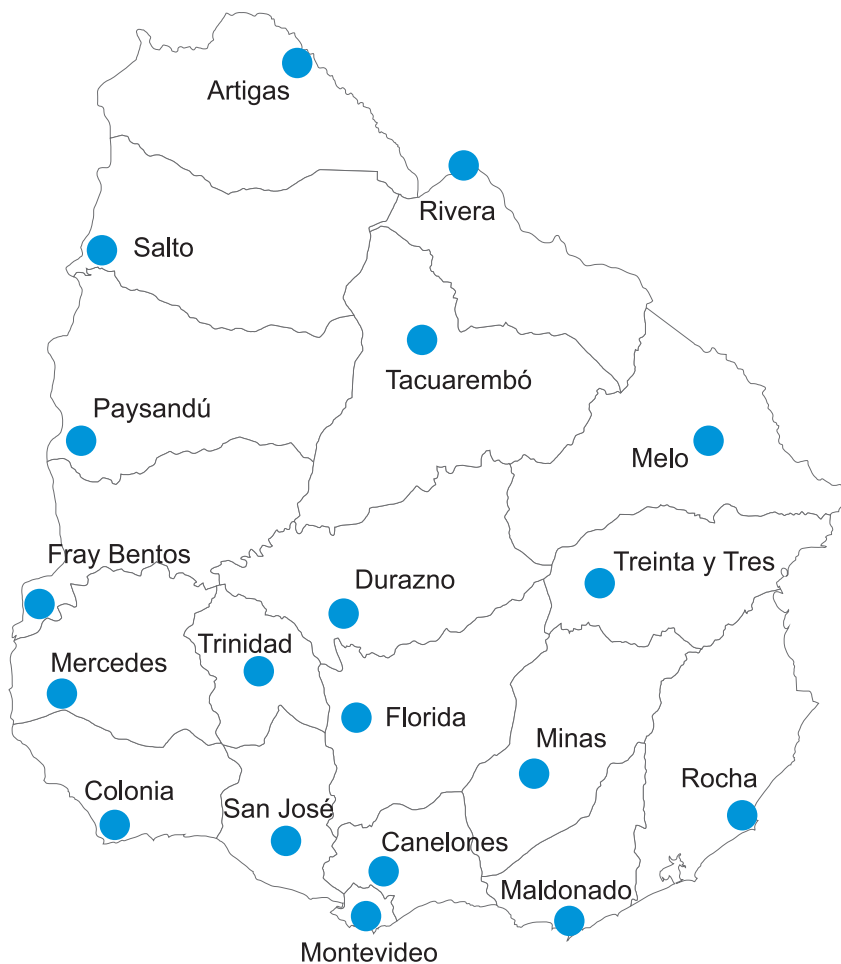 Artigas
Rivera
Salto
Tacuarembó
Paysandú
Melo
Fray Bentos
Treinta y Tres
Durazno
Trinidad
Mercedes
Florida
Minas
Rocha
Colonia
San José
Canelones
Maldonado
Montevideo